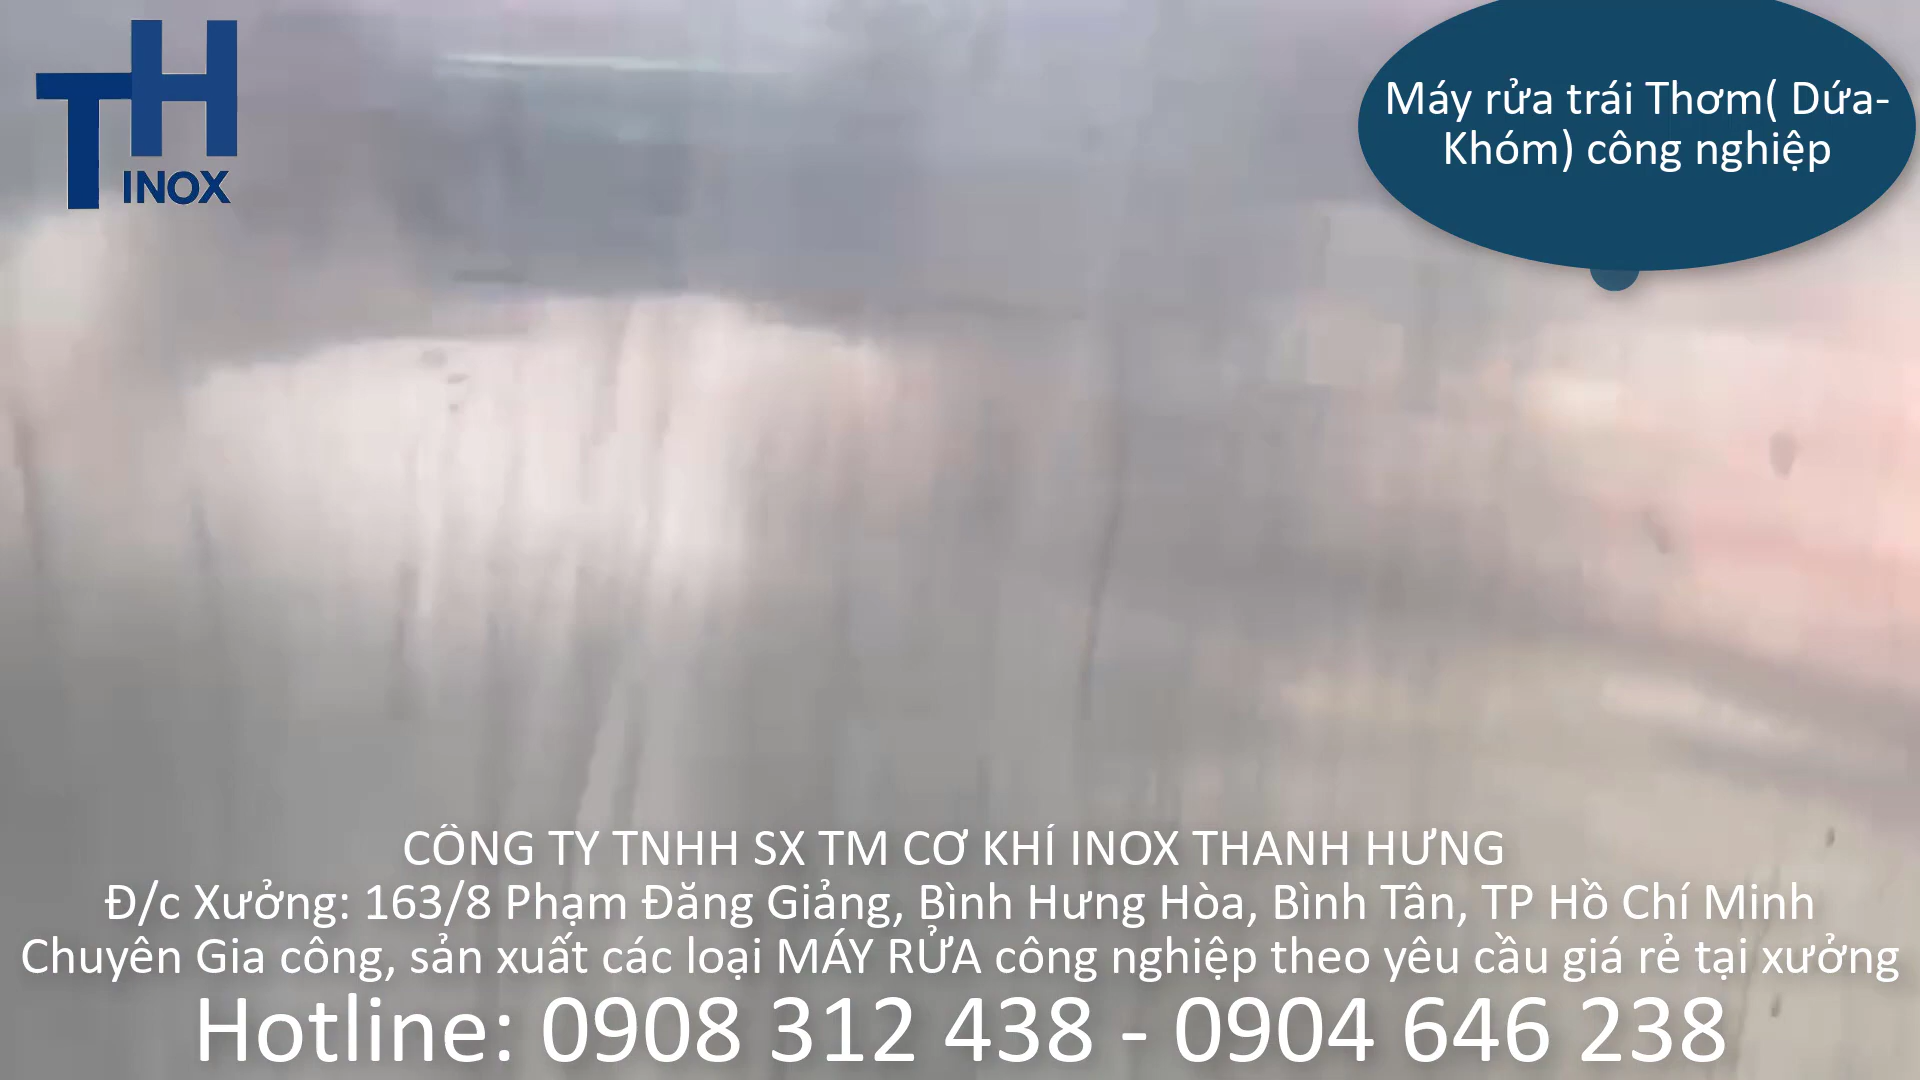 TH
INOX
Máy rửa trái Thơm( Dứa-
Khóm) công nghiệp
CÔNG TY TNHH SX TM CƠ KHÍ INOX THANH HƯNG
Đ/c Xưởng: 163/8 Phạm Đăng Giảng, Bình Hưng Hòa, Bình Tân, TP Hồ Chí Minh
Chuyên Gia công, sản xuất các loại MÁY RỬA công nghiệp theo yêu cầu giá rẻ tại xưởng
Hotline: 0908 312 438 - 0904 646 238